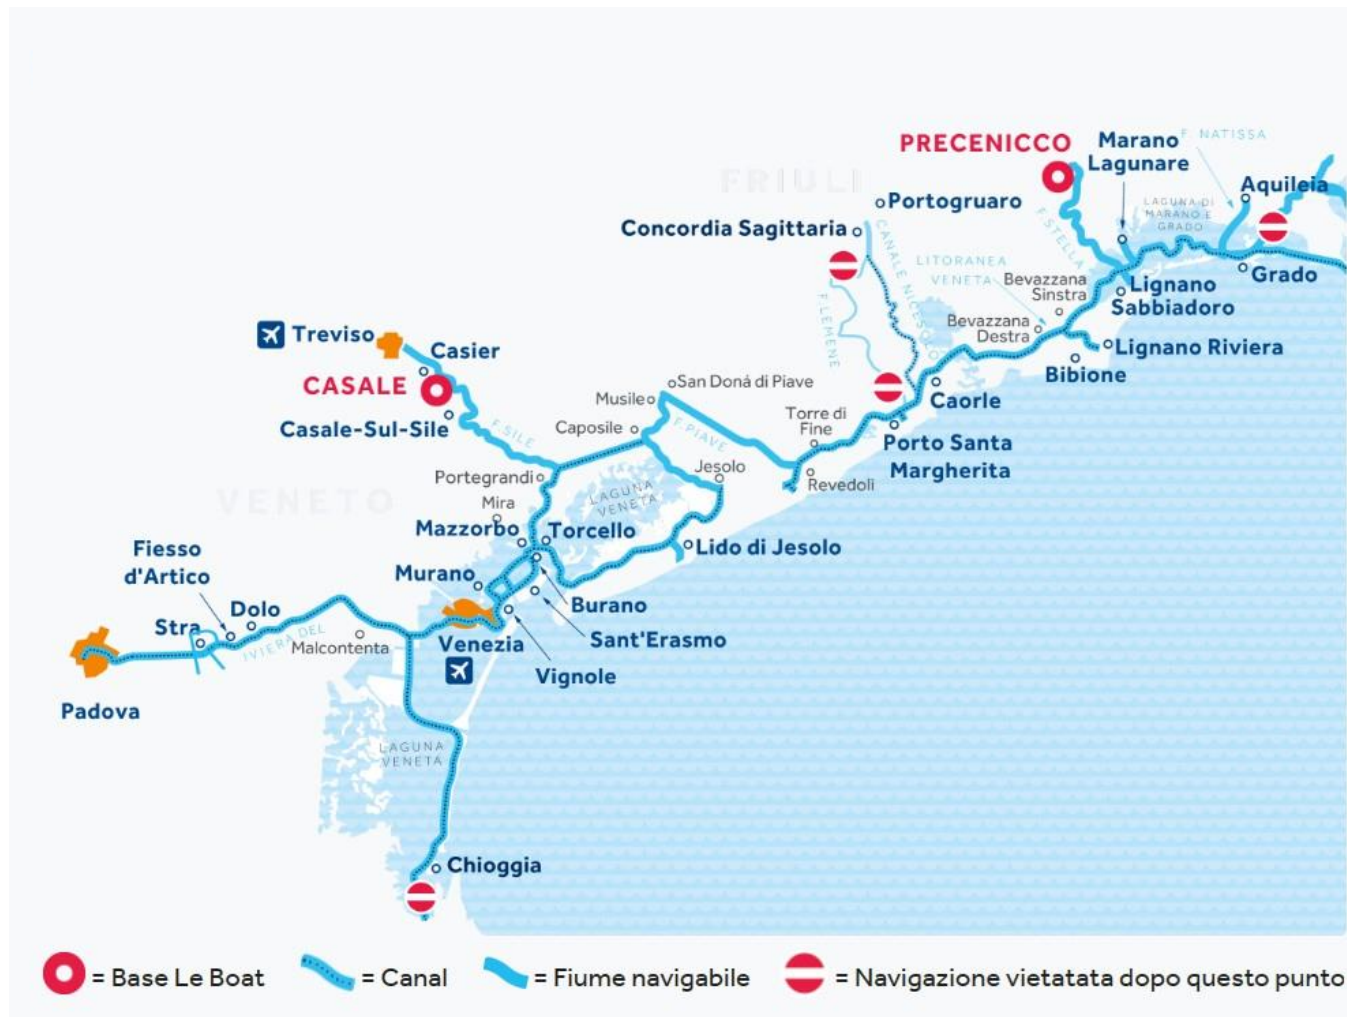 PRECENICCO
Marano
Lagunare
F. NATISSA
FRIULI
Aquileia
Portogruaro
LAGUNA DI
MARANO E
GRADO
Concordia Sagittaria
CANALE NICESOLO
F.STELLA
LITORANEA
VENETA
Bevazzana
Sinstra
Grado
Lignano
Sabbiadoro
F.LEMENE
Bevazzana
Destra
Treviso
Casier
Lignano Riviera
Bibione
CASALE
San Doná di Piave
Musile
Caorle
Casale-Sul-Sile
F.SILE
Caposile
F.PIAVE
Torre di
Fine
Porto Santa
Margherita
Portegrandi
Jesolo
Revedoli
VENETO
Mira
LAGUNA
VENETA
Mazzorbo
Torcello
Lido di Jesolo
Fiesso
d'Artico
Murano
Burano
Dolo
Stra
RIVIERA DEL
Malcontenta
Venezia
Sant'Erasmo
Vignole
Padova
LAGUNA
VENETA
Chioggia
= Base Le Boat
= Canal
= Fiume navigabile
= Navigazione vietatata dopo questo punto